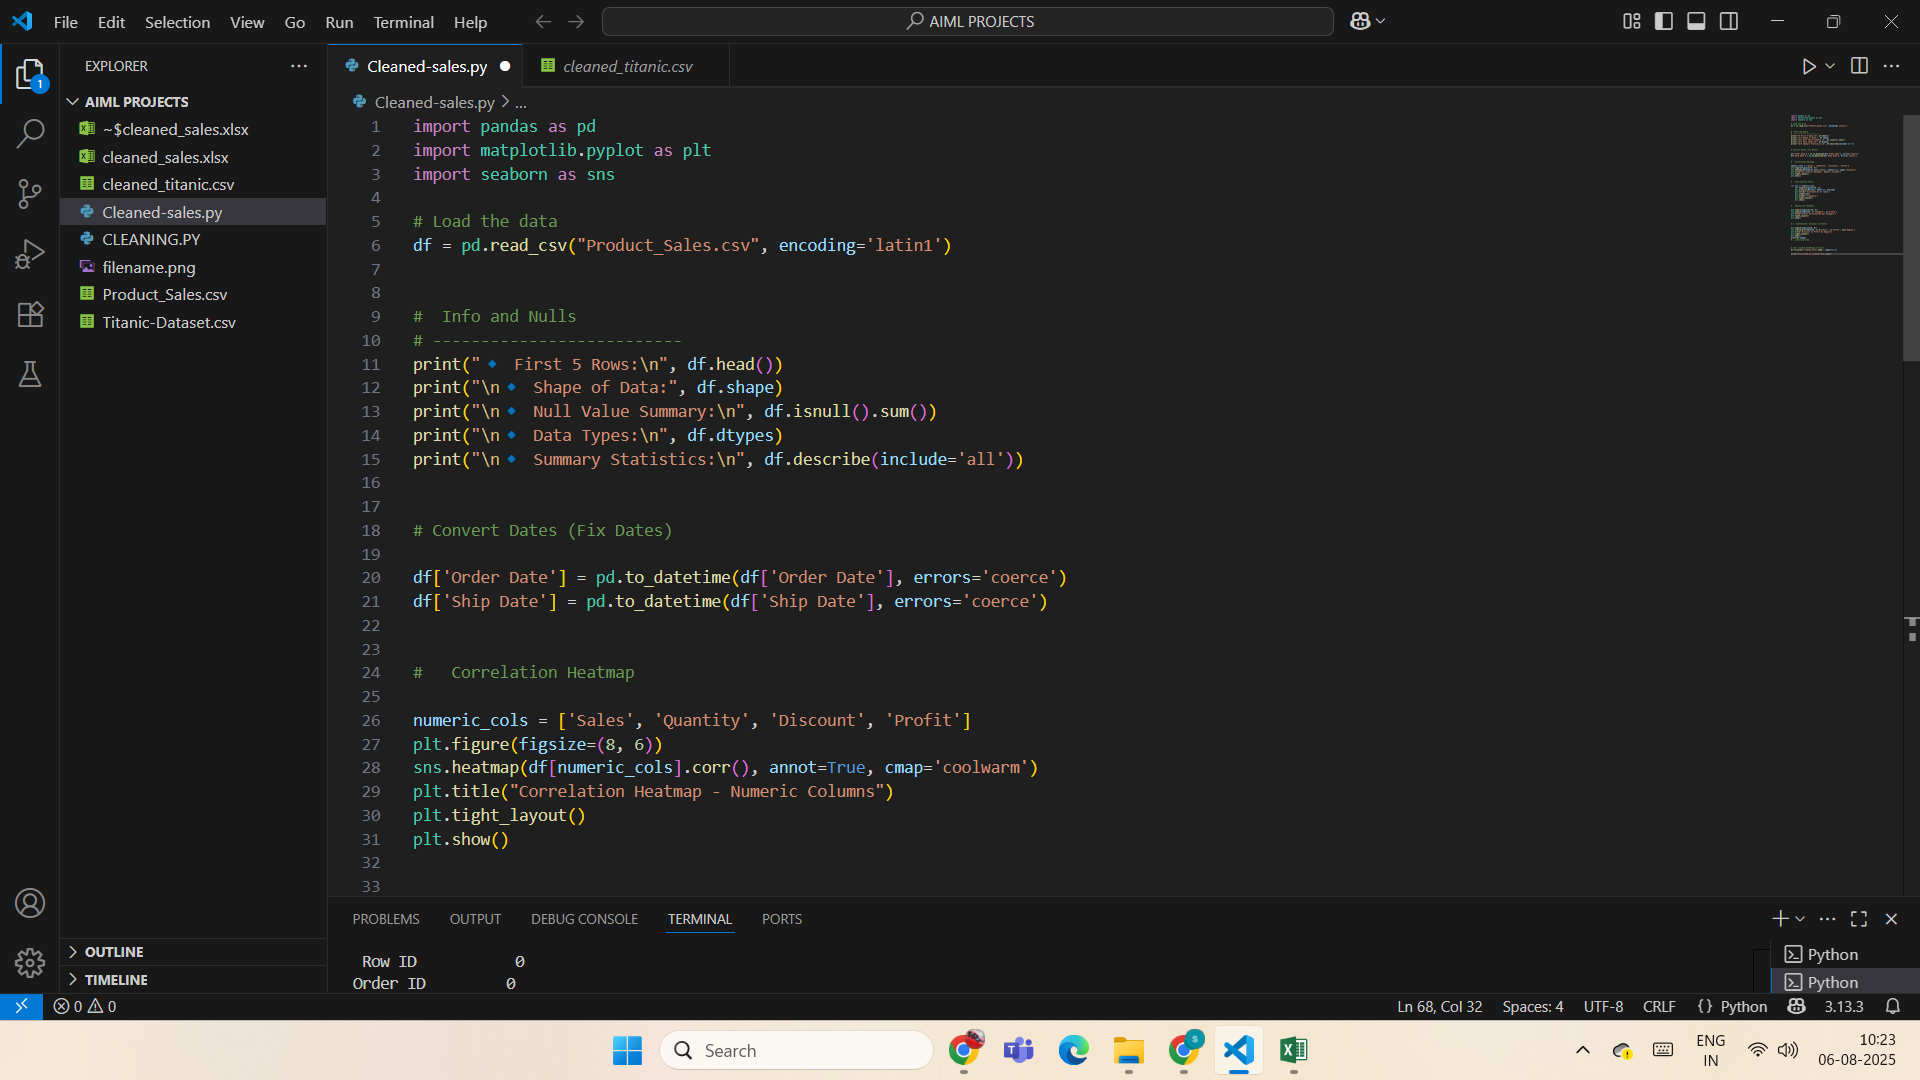 File Edit Selection View Go Run Terminal Help
AIML PROJECTS
EXPLORER
1
AIML PROJECTS
~$cleaned_sales.xlsx
cleaned_sales.xlsx
cleaned_titanic.csv
Cleaned-sales.py
CLEANING.PY
filename.png
Product_Sales.csv
Titanic-Dataset.csv
OUTLINE
TIMELINE
Cleaned-sales.py
cleaned_titanic.csv
Cleaned-sales.py > ...
1 import pandas as pd
2 import matplotlib.pyplot as plt
3 import seaborn as sns
4
5 # Load the data
6 df = pd.read_csv("Product_Sales.csv", encoding='latin1')
7
8
9 #  Info and Nulls
10 # --------------------------
11 print("🔹 First 5 Rows:\n", df.head())
12 print("\n🔹 Shape of Data:", df.shape)
13 print("\n🔹 Null Value Summary:\n", df.isnull().sum())
14 print("\n🔹 Data Types:\n", df.dtypes)
15 print("\n🔹 Summary Statistics:\n", df.describe(include='all'))
16
17
18 # Convert Dates (Fix Dates)
19
20 df['Order Date'] = pd.to_datetime(df['Order Date'], errors='coerce')
21 df['Ship Date'] = pd.to_datetime(df['Ship Date'], errors='coerce')
22
23
24 #   Correlation Heatmap
25
26 numeric_cols = ['Sales', 'Quantity', 'Discount', 'Profit']
27 plt.figure(figsize=(8, 6))
28 sns.heatmap(df[numeric_cols].corr(), annot=True, cmap='coolwarm')
29 plt.title("Correlation Heatmap - Numeric Columns")
30 plt.tight_layout()
31 plt.show()
32
33
PROBLEMS OUTPUT DEBUG CONSOLE TERMINAL PORTS
Row ID 0
Order ID 0
Python
Python
0 0
Ln 68, Col 32 Spaces: 4 UTF-8 CRLF {} Python 3.13.3
Search
S
ENG
IN
10:23
06-08-2025